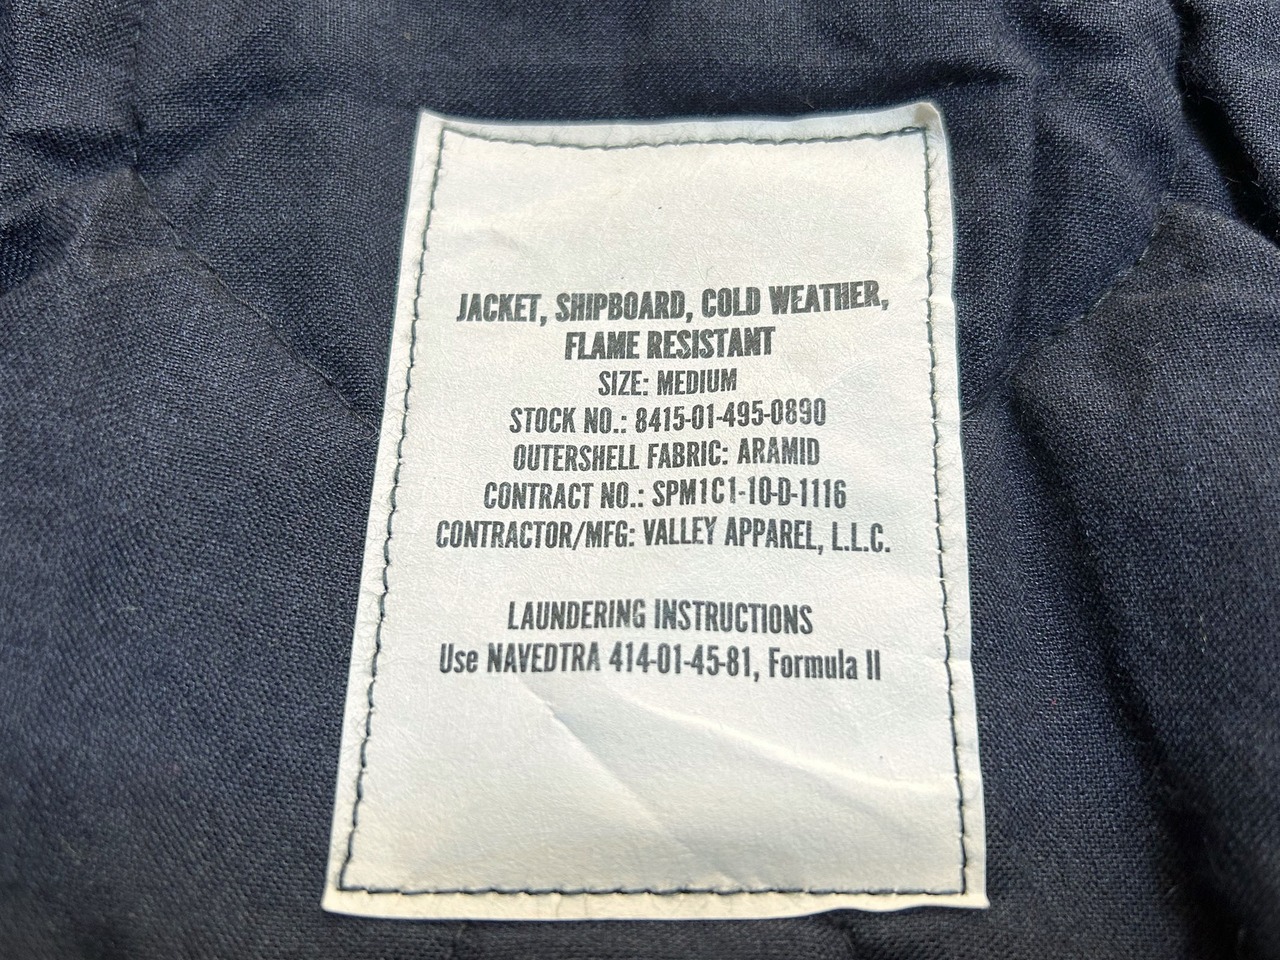 JACKET, SHIPBOARD, COLD WEATHER,
FLAME RESISTANT
SIZE: MEDIUM
STOCK NO.: 8415-01-495-0890
OUTERSHELL FABRIC: ARAMID
CONTRACT NO.: SPM1C1-10-D-1116
CONTRACTOR/MFG: VALLEY APPAREL, L.L.C.
LAUNDERING INSTRUCTIONS
Use NAVEDTRA 414-01-45-81, Formula II